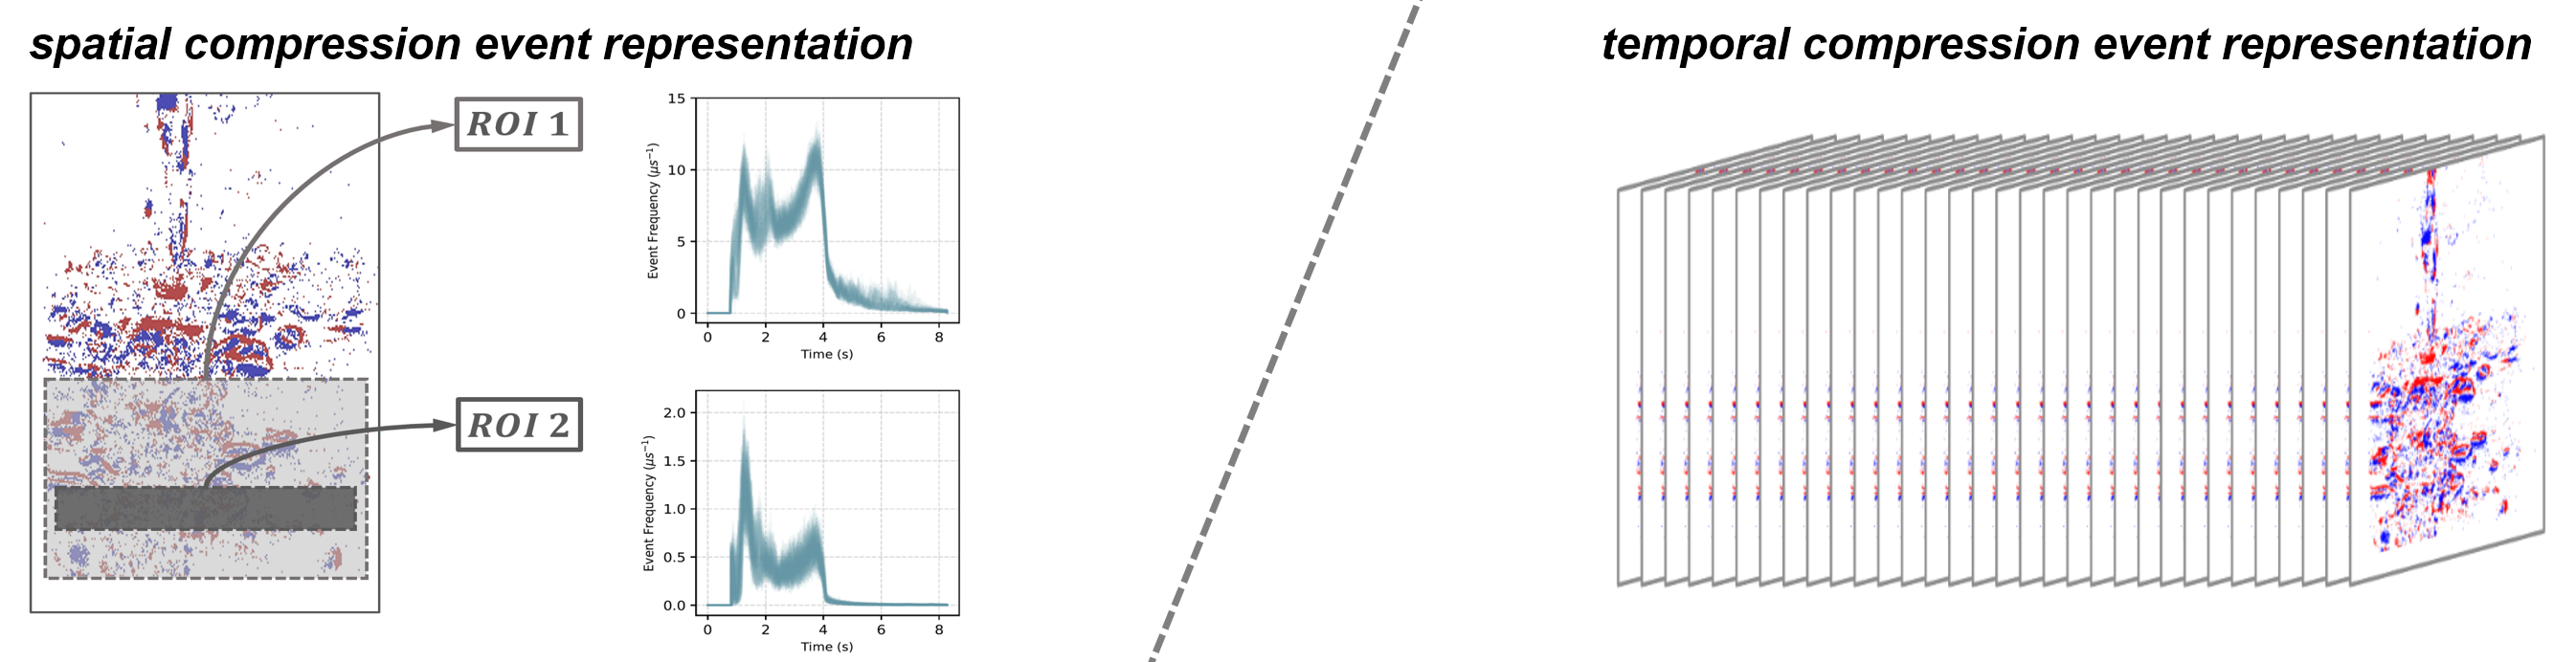 spatial compression event representation
temporal compression event representation
ROI 1
ROI 2
15
10
5
0
Event Frequency (μs⁻¹)
0 2 4 6 8
Time (s)
2.0
1.5
1.0
0.5
0.0
Event Frequency (μs⁻¹)
0 2 4 6 8
Time (s)